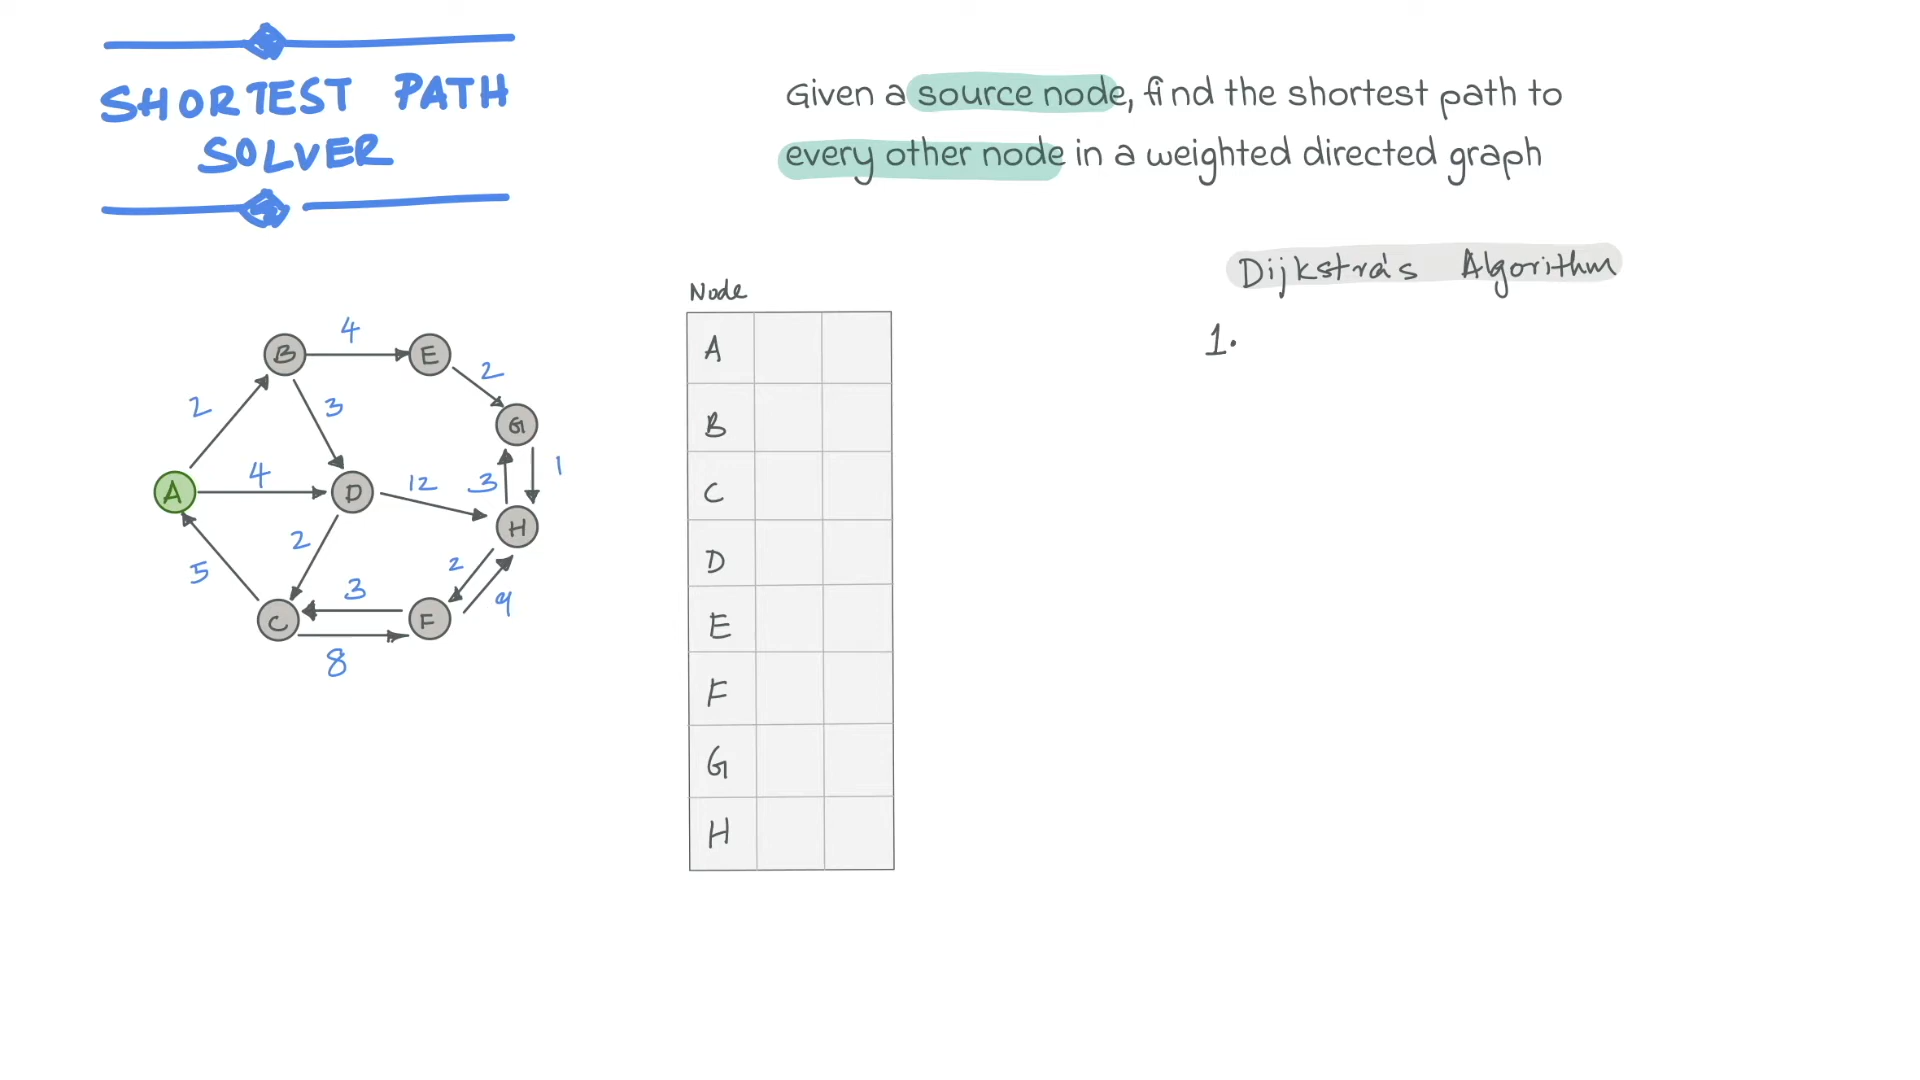 SHORTEST PATH
SOLVER
Given a source node, find the shortest path to
every other node in a weighted directed graph
Dijkstra's Algorithm
1.
Node
A
B
C
D
E
F
G
H
4
B
E
2
2
3
G
1
A
4
D
12
3
H
2
2
5
3
9
C
F
8